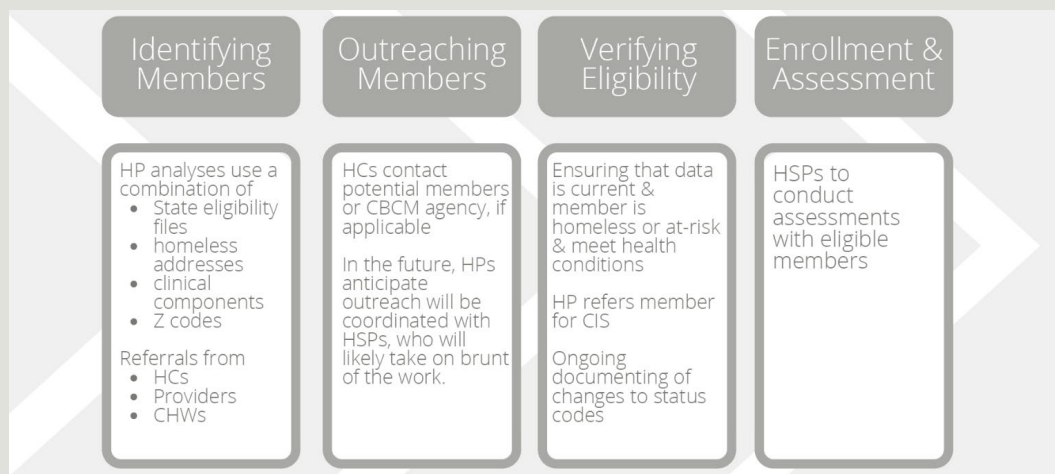 Identifying
Members
HP analyses use a
combination of
• State eligibility
files
• homeless
addresses
• clinical
components
• Z codes
Referrals from
• HCs
• Providers
• CHWs
Outreaching
Members
HCs contact
potential members
or CBCM agency, if
applicable
In the future, HPs
anticipate
outreach will be
coordinated with
HSPs, who will
likely take on brunt
of the work.
Verifying
Eligibility
Ensuring that data
is current &
member is
homeless or at-risk
& meet health
conditions
HP refers member
for CIS
Ongoing
documenting of
changes to status
codes
Enrollment &
Assessment
HSPs to
conduct
assessments
with eligible
members